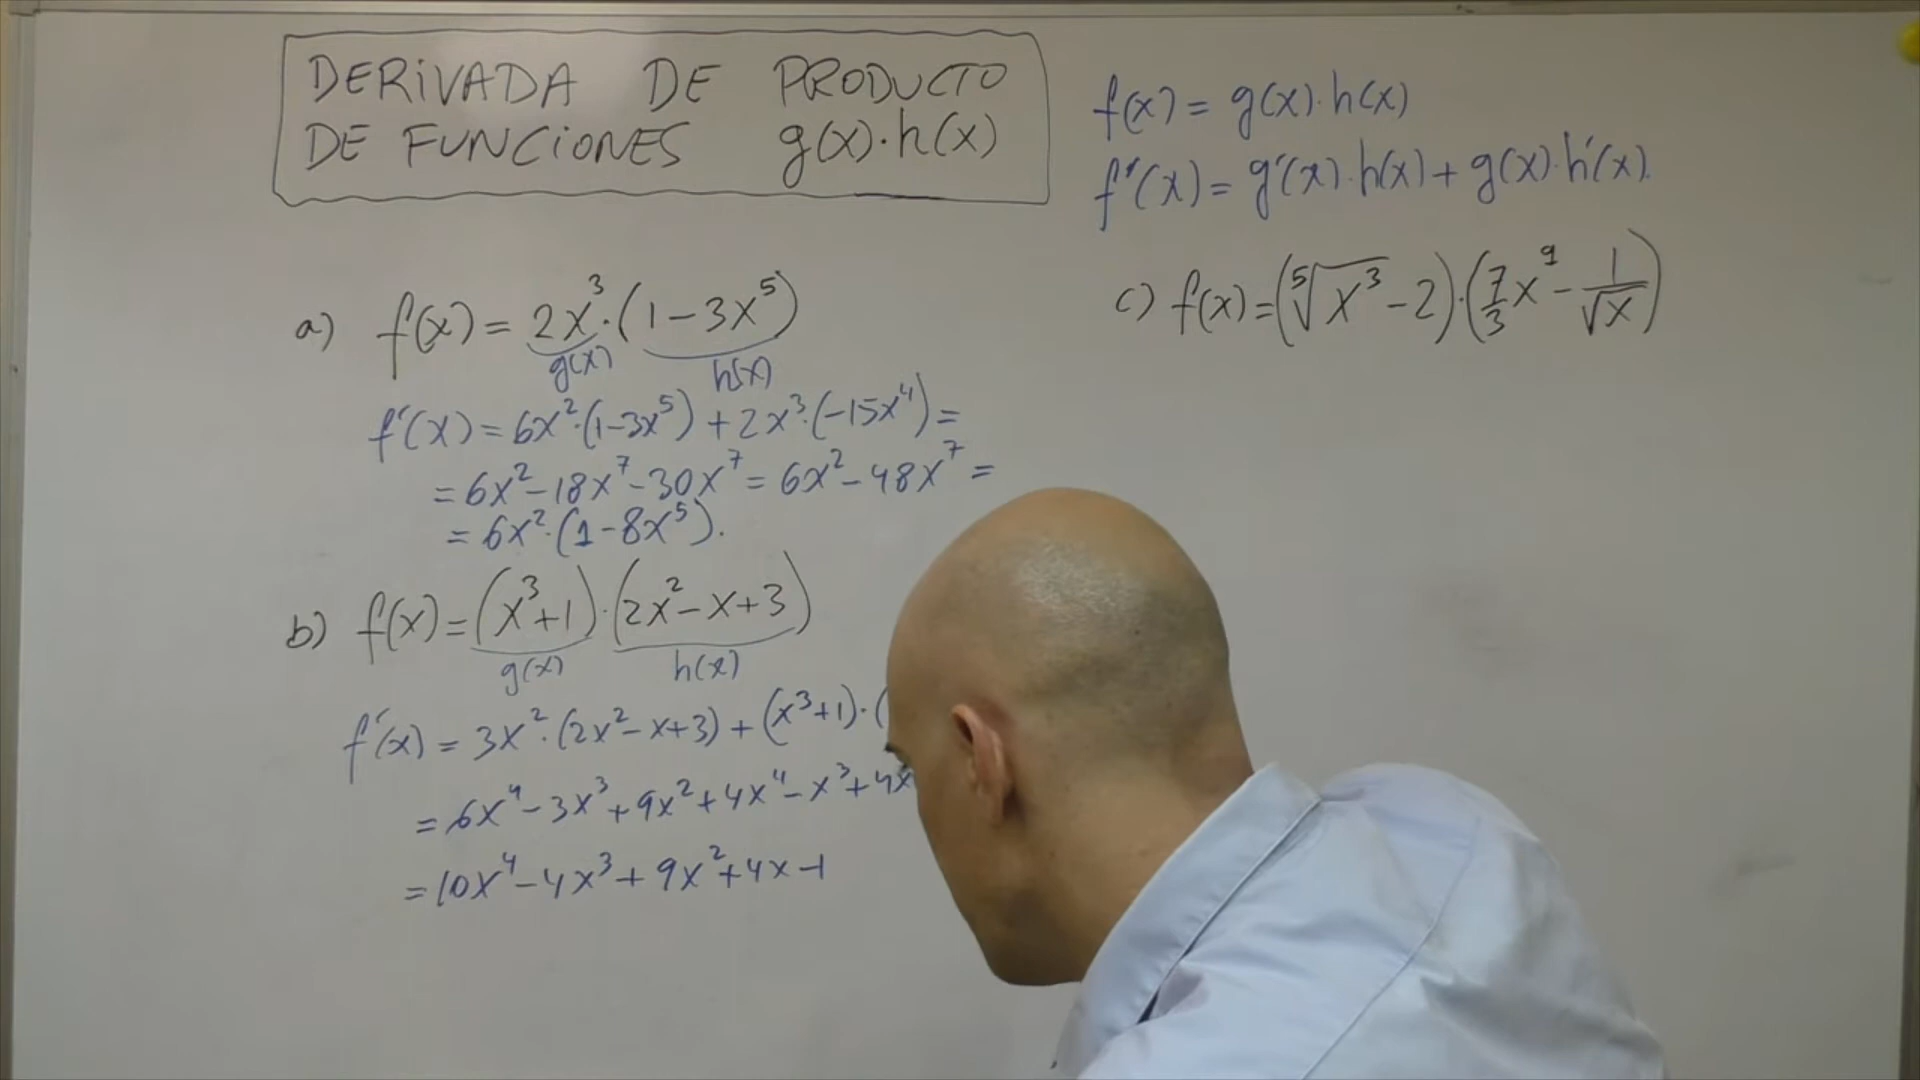 DERIVADA DE PRODUCTO
DE FUNCIONES g(x)·h(x)
f(x) = g(x)·h(x)
f'(x) = g'(x)·h(x) + g(x)·h'(x).
a) f(x) = 2x³·(1-3x⁵)
g(x) h(x)
f'(x) = 6x²·(1-3x⁵) + 2x³·(-15x⁴) =
= 6x² - 18x⁷ - 30x⁷ = 6x² - 48x⁷ =
= 6x²·(1-8x⁵).
b) f(x) = (x³+1)·(2x²-x+3)
g(x) h(x)
f'(x) = 3x²·(2x²-x+3) + (x³+1)·(
= 6x⁴ - 3x³ + 9x² + 4x⁴ - x³ + 4x
= 10x⁴ - 4x³ + 9x² + 4x - 1
c) f(x) = (⁵√x³ - 2)·(7/3 x⁹ - 1/√x)